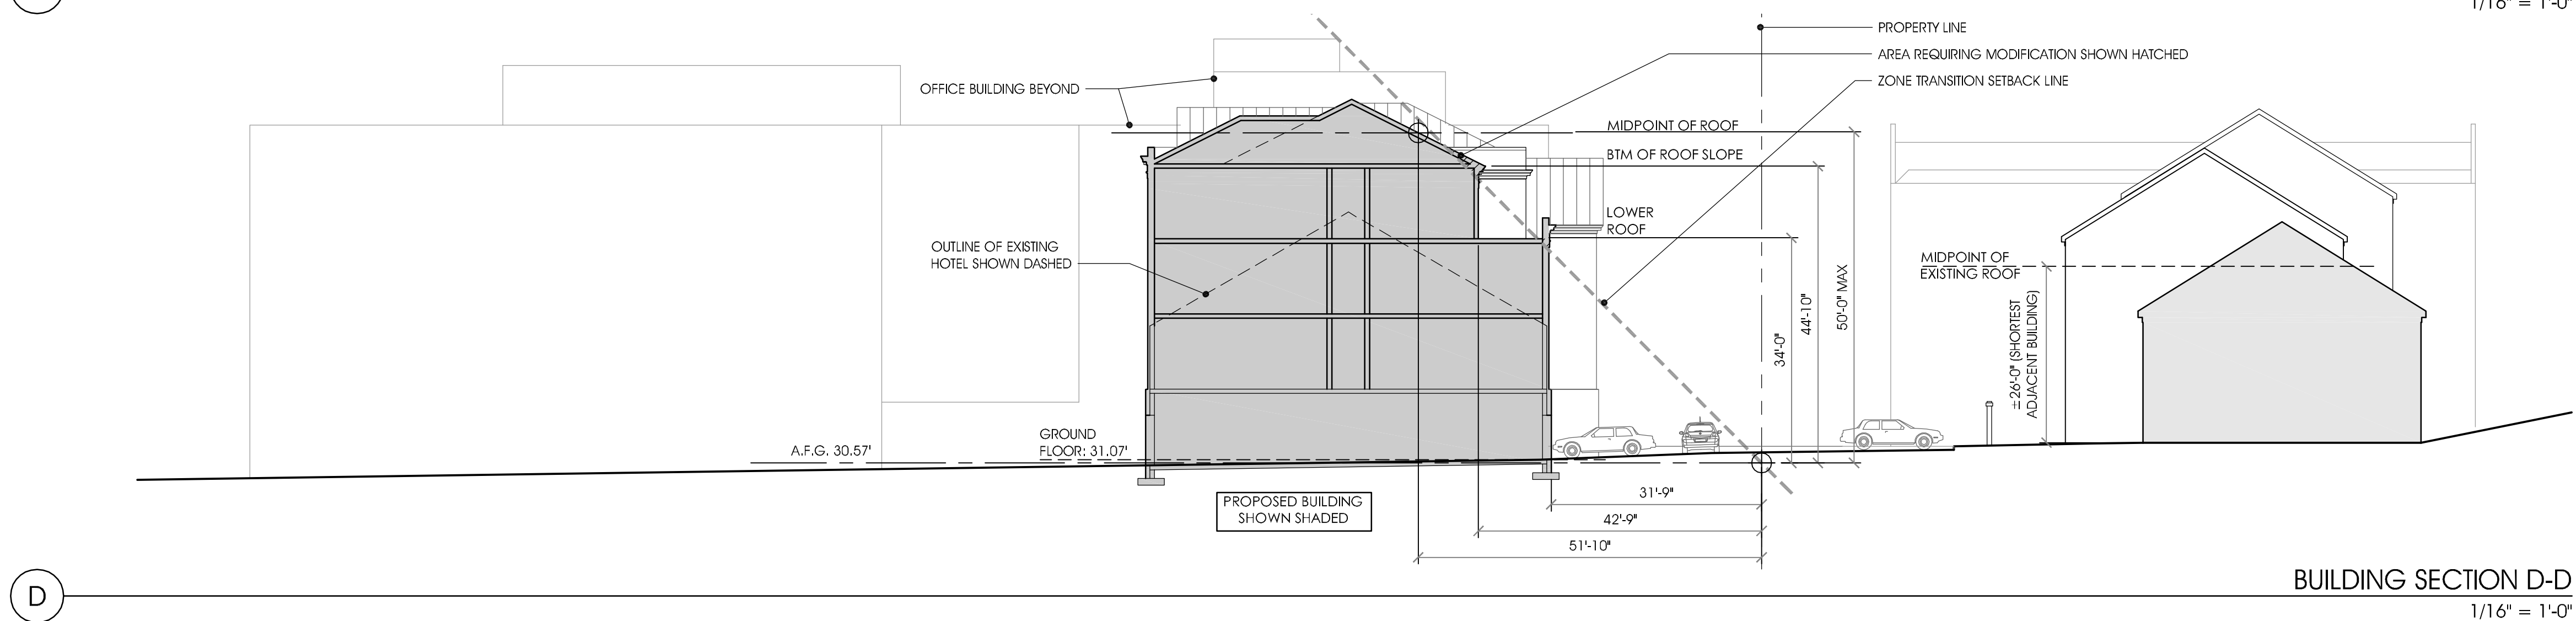 1/16" = 1'-0"
PROPERTY LINE
AREA REQUIRING MODIFICATION SHOWN HATCHED
ZONE TRANSITION SETBACK LINE
OFFICE BUILDING BEYOND
MIDPOINT OF ROOF
BTM OF ROOF SLOPE
LOWER
ROOF
OUTLINE OF EXISTING
HOTEL SHOWN DASHED
MIDPOINT OF
EXISTING ROOF
34'-0"
44'-10"
50'-0" MAX
±26'-0" (SHORTEST
ADJACENT BUILDING)
A.F.G. 30.57'
GROUND
FLOOR: 31.07'
PROPOSED BUILDING
SHOWN SHADED
31'-9"
42'-9"
51'-10"
D
BUILDING SECTION D-D
1/16" = 1'-0"